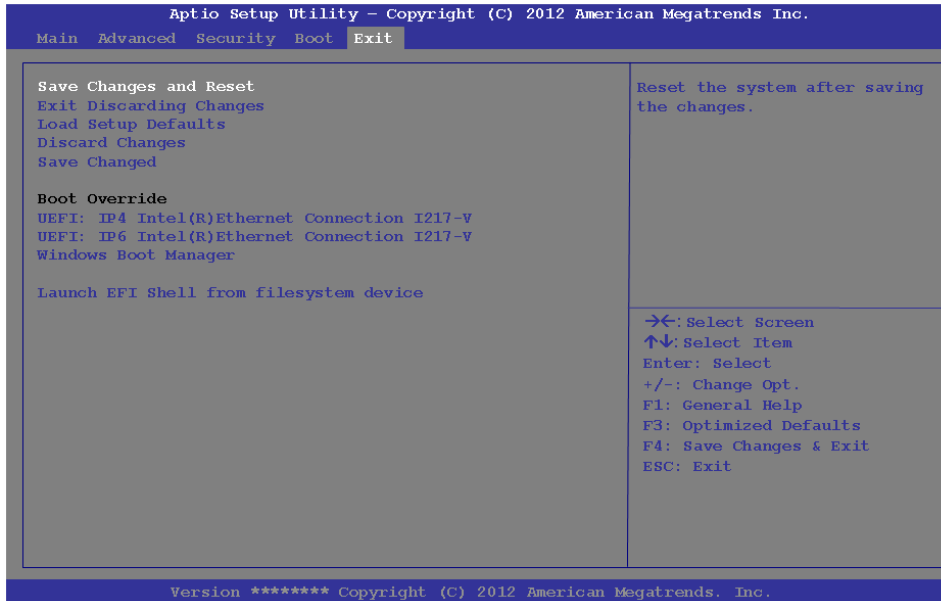 Aptio Setup Utility – Copyright (C) 2012 American Megatrends Inc.
Main Advanced Security Boot Exit
Save Changes and Reset
Exit Discarding Changes
Load Setup Defaults
Discard Changes
Save Changed
Boot Override
UEFI: IP4 Intel(R)Ethernet Connection I217-V
UEFI: IP6 Intel(R)Ethernet Connection I217-V
Windows Boot Manager
Launch EFI Shell from filesystem device
Reset the system after saving
the changes.
→←:Select Screen
↑↓:Select Item
Enter: Select
+/-: Change Opt.
F1: General Help
F3: Optimized Defaults
F4: Save Changes & Exit
ESC: Exit
Version ******** Copyright (C) 2012 American Megatrends. Inc.